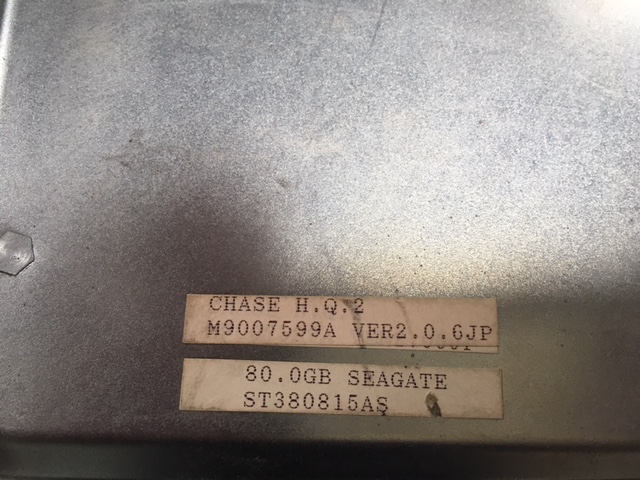 CHASE H.Q.2
M9007599A VER2.0.6JP
80.0GB SEAGATE
ST380815AS